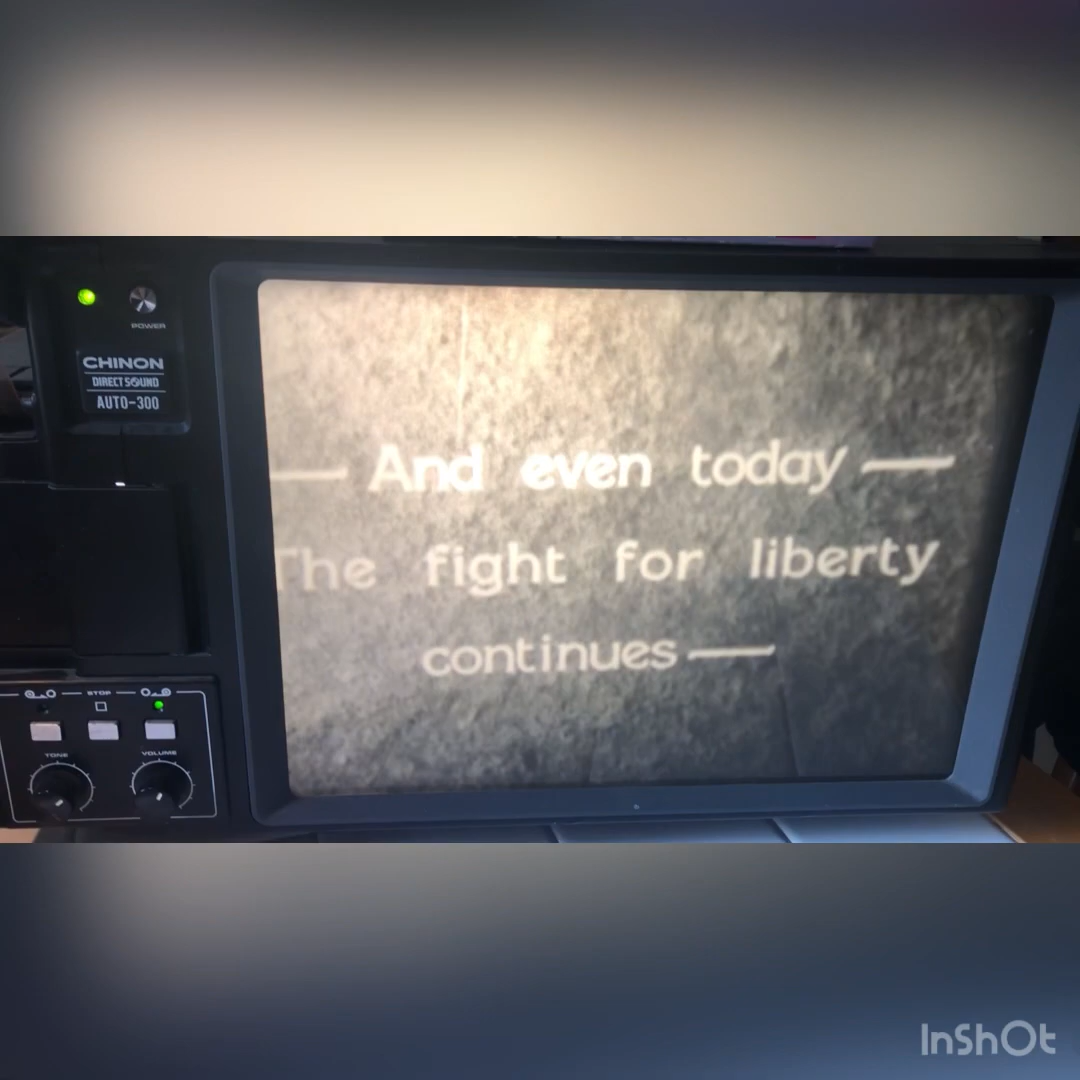 POWER
CHINON
DIRECT SOUND
AUTO-300
— And even today —
The fight for liberty
continues —
STOP
TONE
VOLUME
InShOt